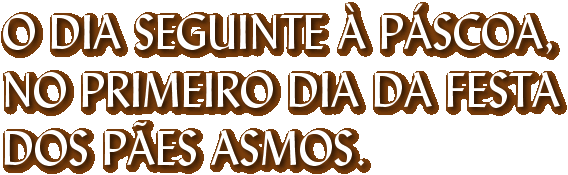 O DIA SEGUINTE À PÁSCOA,
NO PRIMEIRO DIA DA FESTA
DOS PÃES ASMOS.